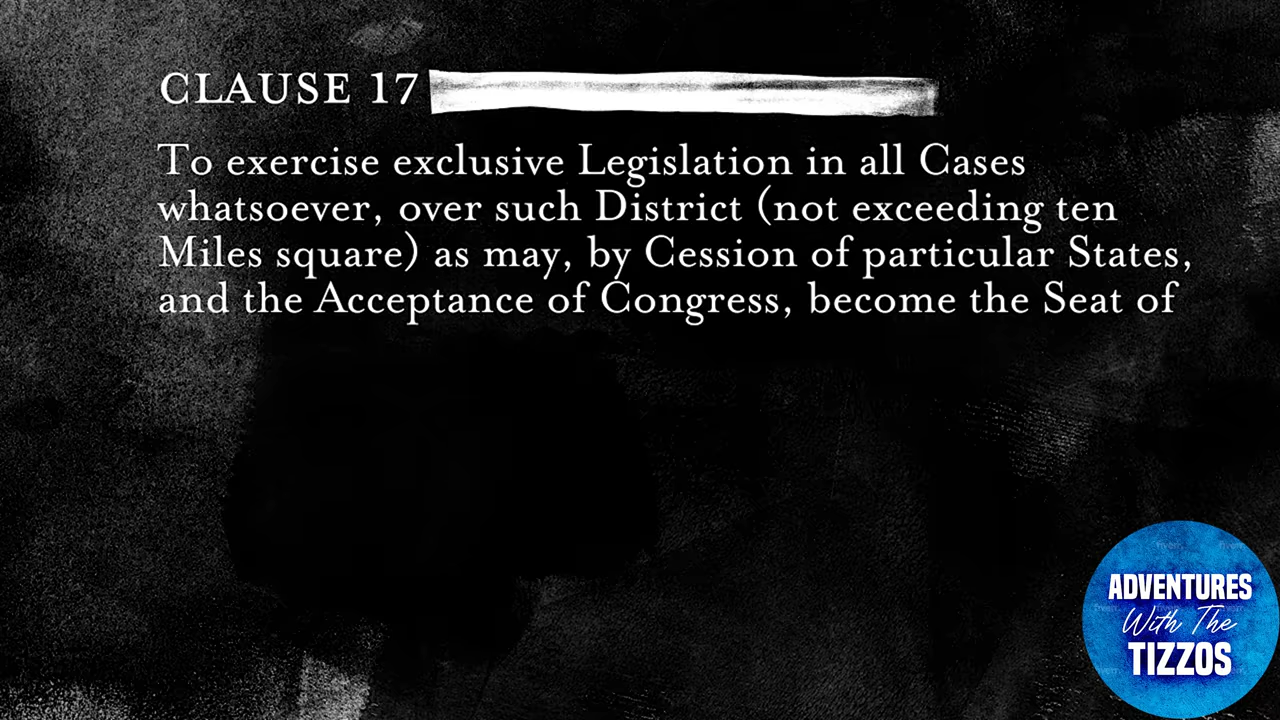 CLAUSE 17
To exercise exclusive Legislation in all Cases
whatsoever, over such District (not exceeding ten
Miles square) as may, by Cession of particular States,
and the Acceptance of Congress, become the Seat of
ADVENTURES
With The
TIZZOS